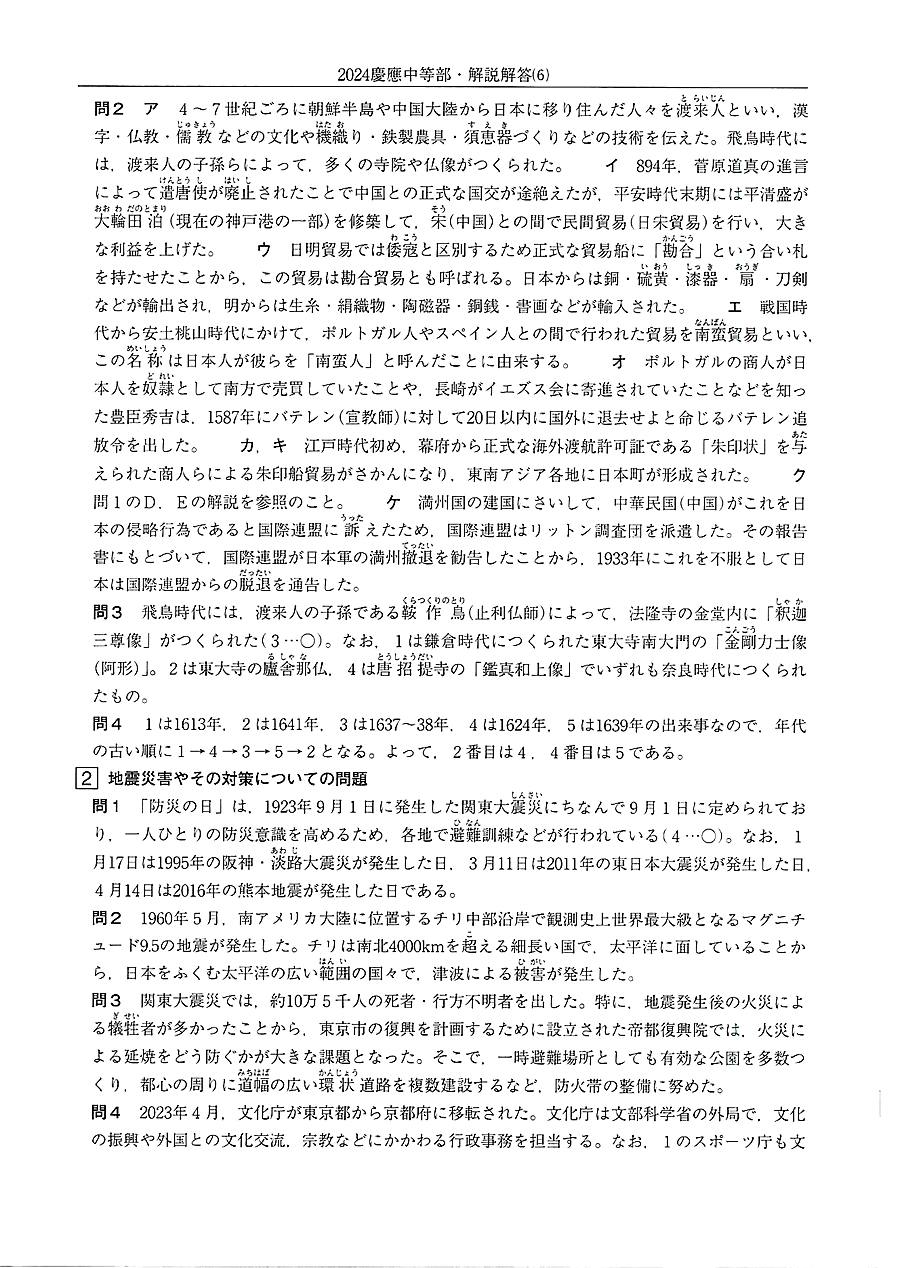 2024慶應中等部・解説解答(6)
問2 ア 4~7世紀ごろに朝鮮半島や中国大陸から日本に移り住んだ人々を渡来人といい，漢
字・仏教・儒教などの文化や機織り・鉄製農具・須恵器づくりなどの技術を伝えた。飛鳥時代に
は，渡来人の子孫らによって，多くの寺院や仏像がつくられた。 イ 894年，菅原道真の進言
によって遣唐使が廃止されたことで中国との正式な国交が途絶えたが，平安時代末期には平清盛が
大輪田泊(現在の神戸港の一部)を修築して，宋(中国)との間で民間貿易(日宋貿易)を行い，大き
な利益を上げた。 ウ 日明貿易では倭寇と区別するため正式な貿易船に「勘合」という合い札
を持たせたことから，この貿易は勘合貿易とも呼ばれる。日本からは銅・硫黄・漆器・扇・刀剣
などが輸出され，明からは生糸・絹織物・陶磁器・銅銭・書画などが輸入された。 エ 戦国時
代から安土桃山時代にかけて，ポルトガル人やスペイン人との間で行われた貿易を南蛮貿易といい，
この名称は日本人が彼らを「南蛮人」と呼んだことに由来する。 オ ポルトガルの商人が日
本人を奴隷として南方で売買していたことや，長崎がイエズス会に寄進されていたことなどを知っ
た豊臣秀吉は，1587年にバテレン(宣教師)に対して20日以内に国外に退去せよと命じるバテレン追
放令を出した。 カ，キ 江戸時代初め，幕府から正式な海外渡航許可証である「朱印状」を与
えられた商人らによる朱印船貿易がさかんになり，東南アジア各地に日本町が形成された。 ク
問1のD，Eの解説を参照のこと。 ケ 満州国の建国にさいして，中華民国(中国)がこれを日
本の侵略行為であると国際連盟に訴えたため，国際連盟はリットン調査団を派遣した。その報告
書にもとづいて，国際連盟が日本軍の満州撤退を勧告したことから，1933年にこれを不服として日
本は国際連盟からの脱退を通告した。
問3 飛鳥時代には，渡来人の子孫である鞍作鳥(止利仏師)によって，法隆寺の金堂内に「釈迦
三尊像」がつくられた(3…○)。なお，1は鎌倉時代につくられた東大寺南大門の「金剛力士像
(阿形)」。2は東大寺の盧舎那仏，4は唐招提寺の「鑑真和上像」でいずれも奈良時代につくられ
たもの。
問4 1は1613年，2は1641年，3は1637~38年，4は1624年，5は1639年の出来事なので，年代
の古い順に1→4→3→5→2となる。よって，2番目は4，4番目は5である。
2 地震災害やその対策についての問題
問1 「防災の日」は，1923年9月1日に発生した関東大震災にちなんで9月1日に定められてお
り，一人ひとりの防災意識を高めるため，各地で避難訓練などが行われている(4…○)。なお，1
月17日は1995年の阪神・淡路大震災が発生した日，3月11日は2011年の東日本大震災が発生した日，
4月14日は2016年の熊本地震が発生した日である。
問2 1960年5月，南アメリカ大陸に位置するチリ中部沿岸で観測史上世界最大級となるマグニチ
ュード9.5の地震が発生した。チリは南北4000kmを超える細長い国で，太平洋に面していることか
ら，日本をふくむ太平洋の広い範囲の国々で，津波による被害が発生した。
問3 関東大震災では，約10万5千人の死者・行方不明者を出した。特に，地震発生後の火災によ
る犠牲者が多かったことから，東京市の復興を計画するために設立された帝都復興院では，火災に
よる延焼をどう防ぐかが大きな課題となった。そこで，一時避難場所としても有効な公園を多数つ
くり，都心の周りに道幅の広い環状道路を複数建設するなど，防火帯の整備に努めた。
問4 2023年4月，文化庁が東京都から京都府に移転された。文化庁は文部科学省の外局で，文化
の振興や外国との文化交流，宗教などにかかわる行政事務を担当する。なお，1のスポーツ庁も文